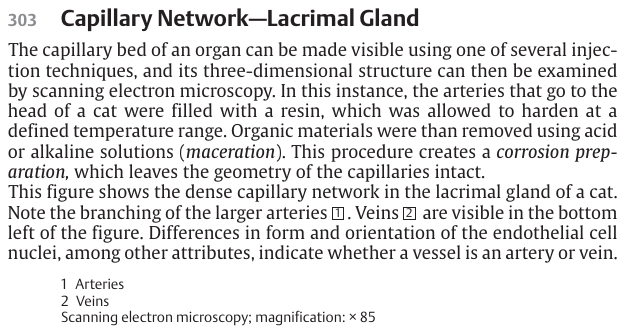 303 Capillary Network—Lacrimal Gland
The capillary bed of an organ can be made visible using one of several injec-
tion techniques, and its three-dimensional structure can then be examined
by scanning electron microscopy. In this instance, the arteries that go to the
head of a cat were filled with a resin, which was allowed to harden at a
defined temperature range. Organic materials were than removed using acid
or alkaline solutions (maceration). This procedure creates a corrosion prep-
aration, which leaves the geometry of the capillaries intact.
This figure shows the dense capillary network in the lacrimal gland of a cat.
Note the branching of the larger arteries 1. Veins 2 are visible in the bottom
left of the figure. Differences in form and orientation of the endothelial cell
nuclei, among other attributes, indicate whether a vessel is an artery or vein.
1 Arteries
2 Veins
Scanning electron microscopy; magnification: × 85